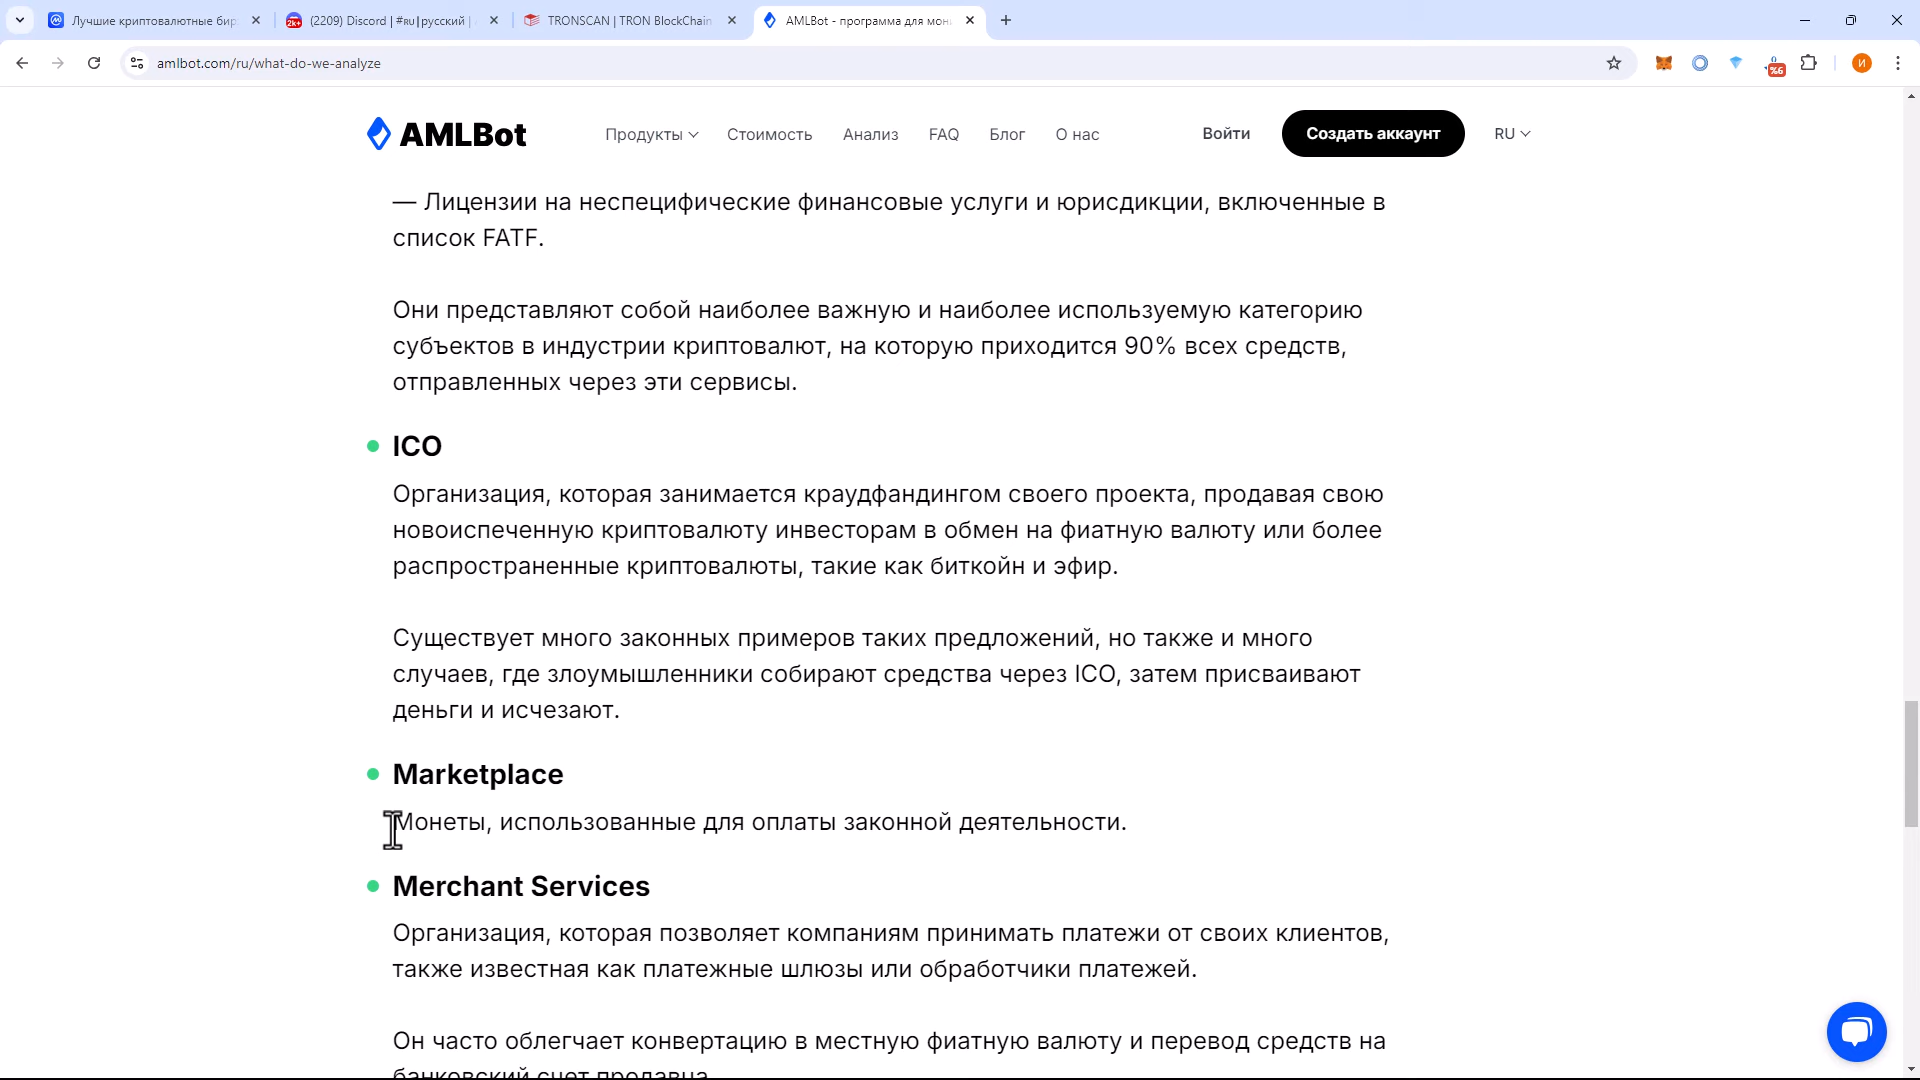 Лучшие криптовалютные бир
(2209) Discord | #ru|русский |
TRONSCAN | TRON BlockChain
AMLBot - программа для мон
amlbot.com/ru/what-do-we-analyze
%6
И
AMLBot
Продукты
Стоимость
Анализ
FAQ
Блог
О нас
Войти
Создать аккаунт
RU
— Лицензии на неспецифические финансовые услуги и юрисдикции, включенные в
список FATF.
Они представляют собой наиболее важную и наиболее используемую категорию
субъектов в индустрии криптовалют, на которую приходится 90% всех средств,
отправленных через эти сервисы.
ICO
Организация, которая занимается краудфандингом своего проекта, продавая свою
новоиспеченную криптовалюту инвесторам в обмен на фиатную валюту или более
распространенные криптовалюты, такие как биткойн и эфир.
Существует много законных примеров таких предложений, но также и много
случаев, где злоумышленники собирают средства через ICO, затем присваивают
деньги и исчезают.
Marketplace
Монеты, использованные для оплаты законной деятельности.
Merchant Services
Организация, которая позволяет компаниям принимать платежи от своих клиентов,
также известная как платежные шлюзы или обработчики платежей.
Он часто облегчает конвертацию в местную фиатную валюту и перевод средств на
банковский счет продавца.